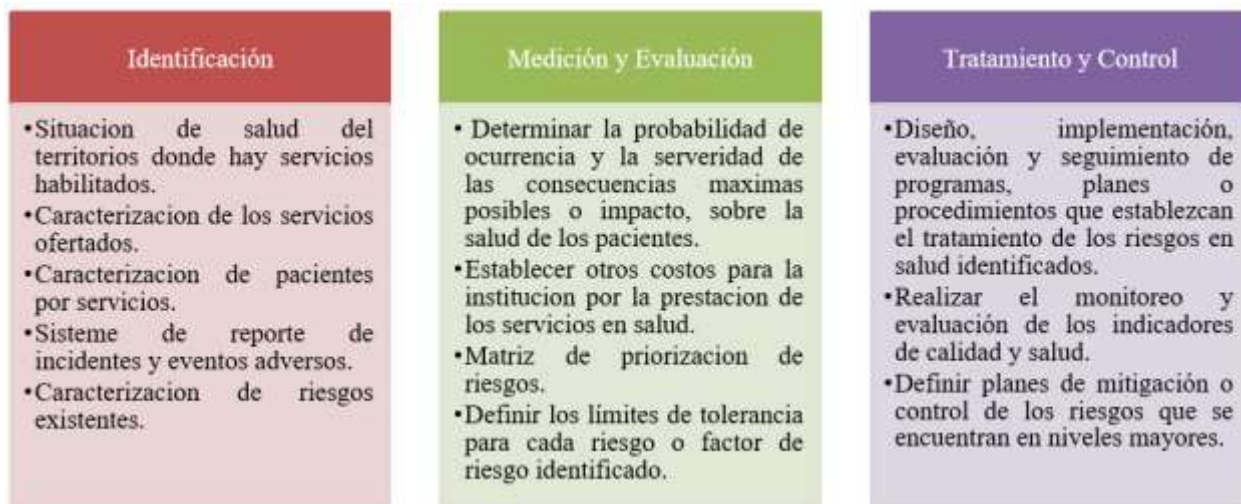 Identificación
•Situacion de salud del
territorios donde hay servicios
habilitados.
•Caracterizacion de los servicios
ofertados.
•Caracterizacion de pacientes
por servicios.
•Sisteme de reporte de
incidentes y eventos adversos.
•Caracterizacion de riesgos
existentes.
Medición y Evaluación
• Determinar la probabilidad de
ocurrencia y la serveridad de
las consecuencias maximas
posibles o impacto, sobre la
salud de los pacientes.
•Establecer otros costos para la
institucion por la prestacion de
los servicios en salud.
•Matriz de priorizacion de
riesgos.
•Definir los límites de tolerancia
para cada riesgo o factor de
riesgo identificado.
Tratamiento y Control
•Diseño, implementación,
evaluación y seguimiento de
programas, planes o
procedimientos que establezcan
el tratamiento de los riesgos en
salud identificados.
•Realizar el monitoreo y
evaluación de los indicadores
de calidad y salud.
•Definir planes de mitigación o
control de los riesgos que se
encuentran en niveles mayores.